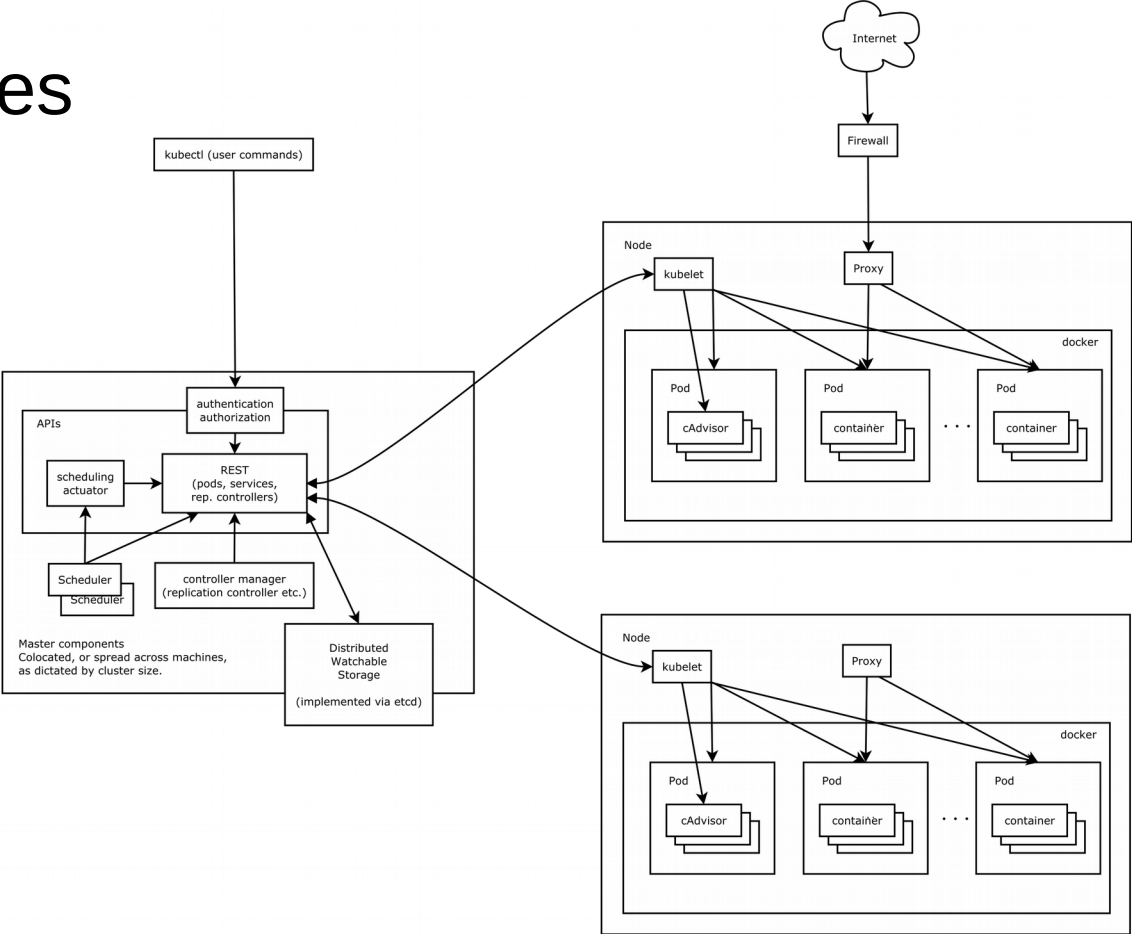 es
Internet
Firewall
kubectl (user commands)
Node
kubelet
Proxy
docker
Pod
cAdvisor
Pod
container
. . .
Pod
container
authentication
authorization
APIs
scheduling
actuator
REST
(pods, services,
rep. controllers)
Scheduler
Scheduler
controller manager
(replication controller etc.)
Master components
Colocated, or spread across machines,
as dictated by cluster size.
Distributed
Watchable
Storage
(implemented via etcd)
Node
kubelet
Proxy
docker
Pod
cAdvisor
Pod
container
. . .
Pod
container